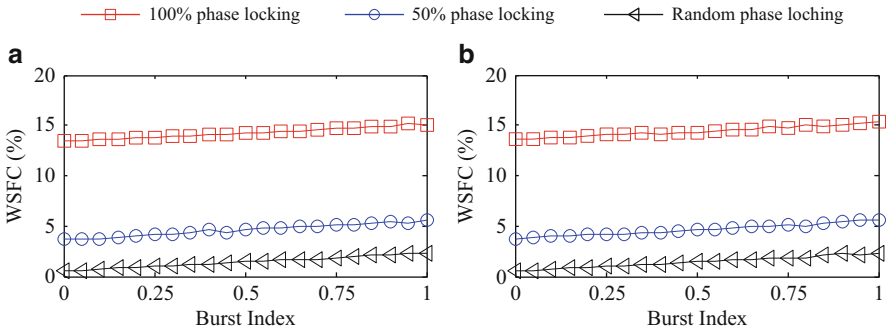 100% phase locking
50% phase locking
Random phase loching
a
b
20
15
10
5
0
WSFC (%)
0
0.25
0.5
0.75
1
Burst Index
20
15
10
5
0
WSFC (%)
0
0.25
0.5
0.75
1
Burst Index